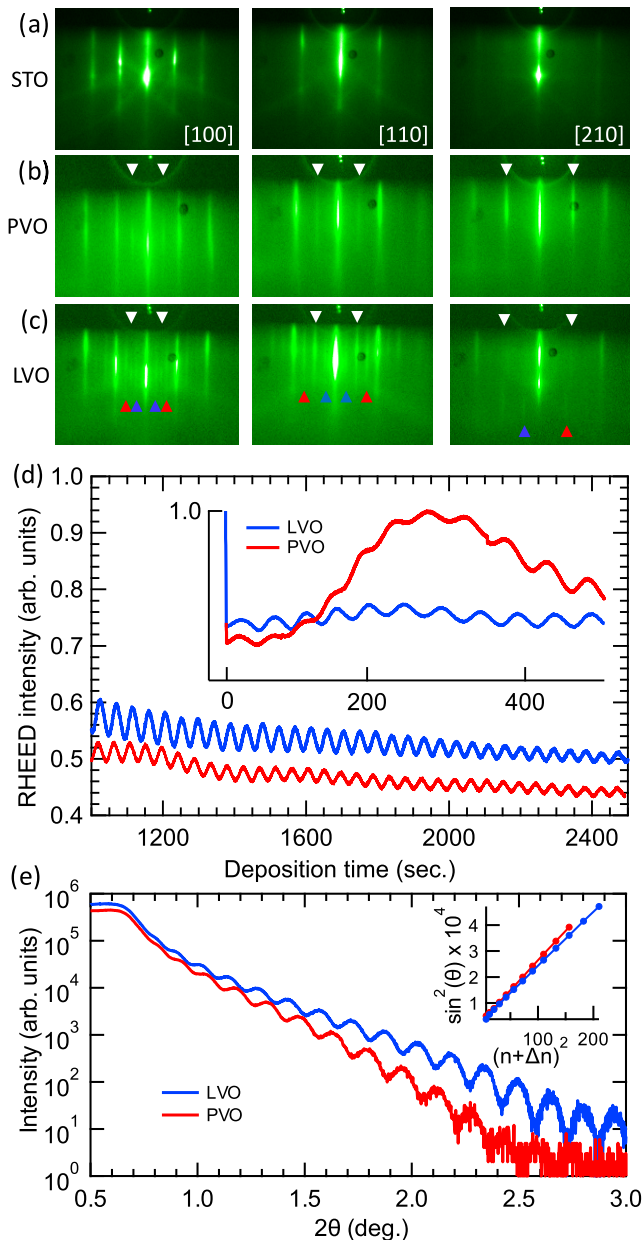 (a)
STO
[100]
[110]
[210]
(b)
PVO
(c)
LVO
(d)
1.0
0.9
0.8
0.7
0.6
0.5
0.4
RHEED intensity (arb. units)
1.0
LVO
PVO
0
200
400
1200
1600
2000
2400
Deposition time (sec.)
(e)
10^6
10^5
10^4
10^3
10^2
10^1
10^0
Intensity (arb. units)
LVO
PVO
sin^2(θ) x 10^4
4
3
2
1
100
200
(n+Δn)^2
0.5
1.0
1.5
2.0
2.5
3.0
2θ (deg.)